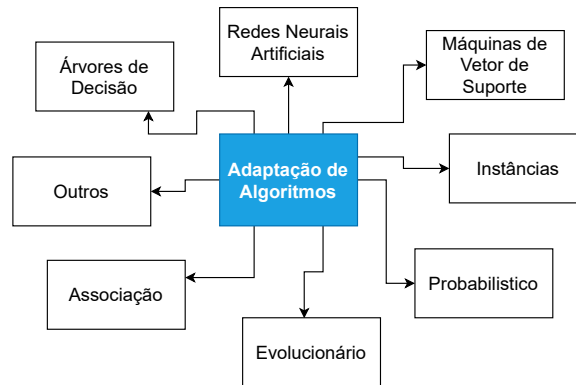 Redes Neurais
Artificiais
Máquinas de
Vetor de
Suporte
Árvores de
Decisão
Adaptação de
Algoritmos
Instâncias
Outros
Associação
Probabilistico
Evolucionário